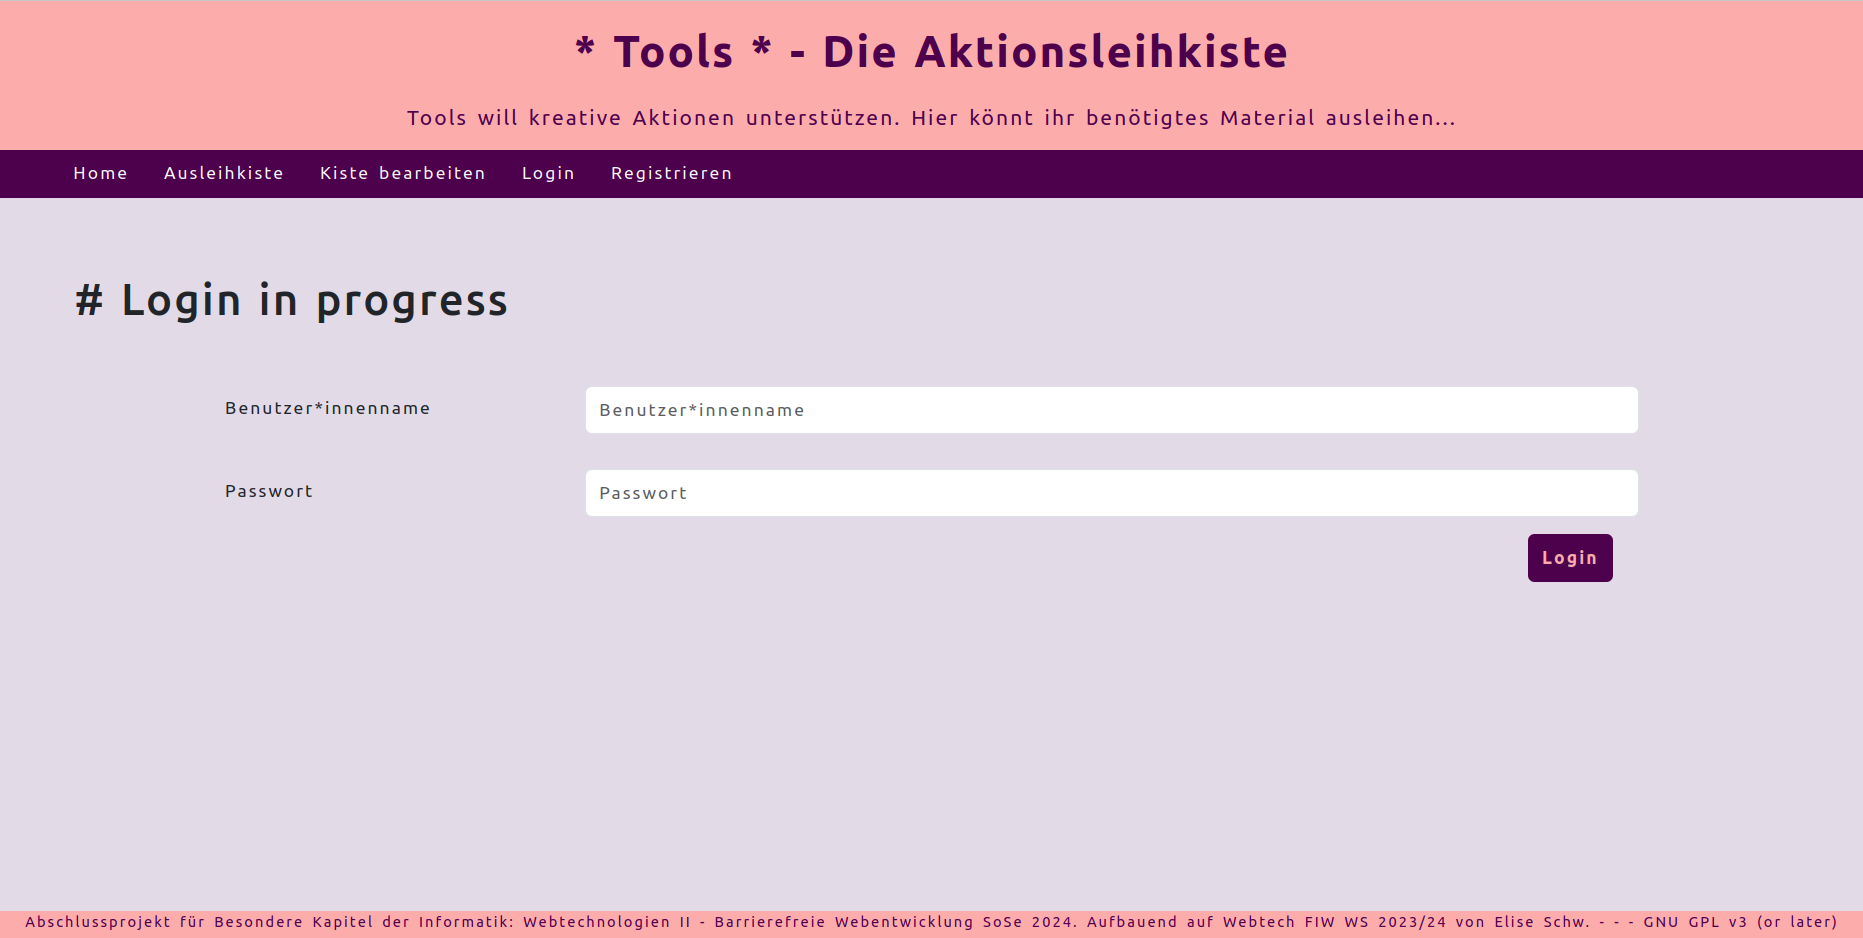 * Tools * - Die Aktionsleihkiste
Tools will kreative Aktionen unterstützen. Hier könnt ihr benötigtes Material ausleihen...
Home Ausleihkiste Kiste bearbeiten Login Registrieren
# Login in progress
Benutzer*innenname Benutzer*innenname
Passwort Passwort
Login
Abschlussprojekt für Besondere Kapitel der Informatik: Webtechnologien II - Barrierefreie Webentwicklung SoSe 2024. Aufbauend auf Webtech FIW WS 2023/24 von Elise Schw. - - - GNU GPL v3 (or later)